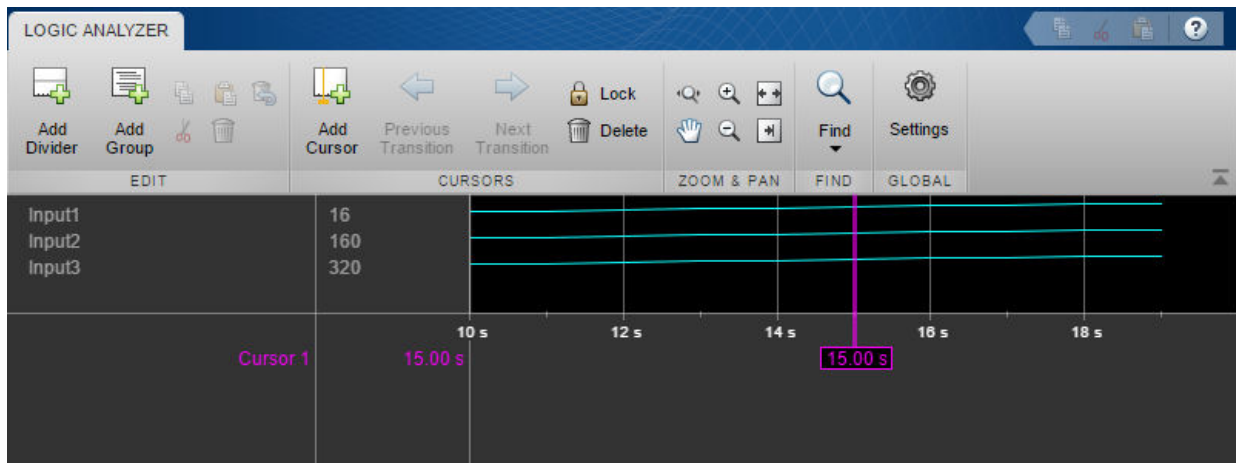 LOGIC ANALYZER
?
Add Divider
Add Group
Add Cursor
Previous Transition
Next Transition
Lock
Delete
Find
Settings
EDIT
CURSORS
ZOOM & PAN
FIND
GLOBAL
Input1 16
Input2 160
Input3 320
10 s 12 s 14 s 16 s 18 s
Cursor 1 15.00 s 15.00 s